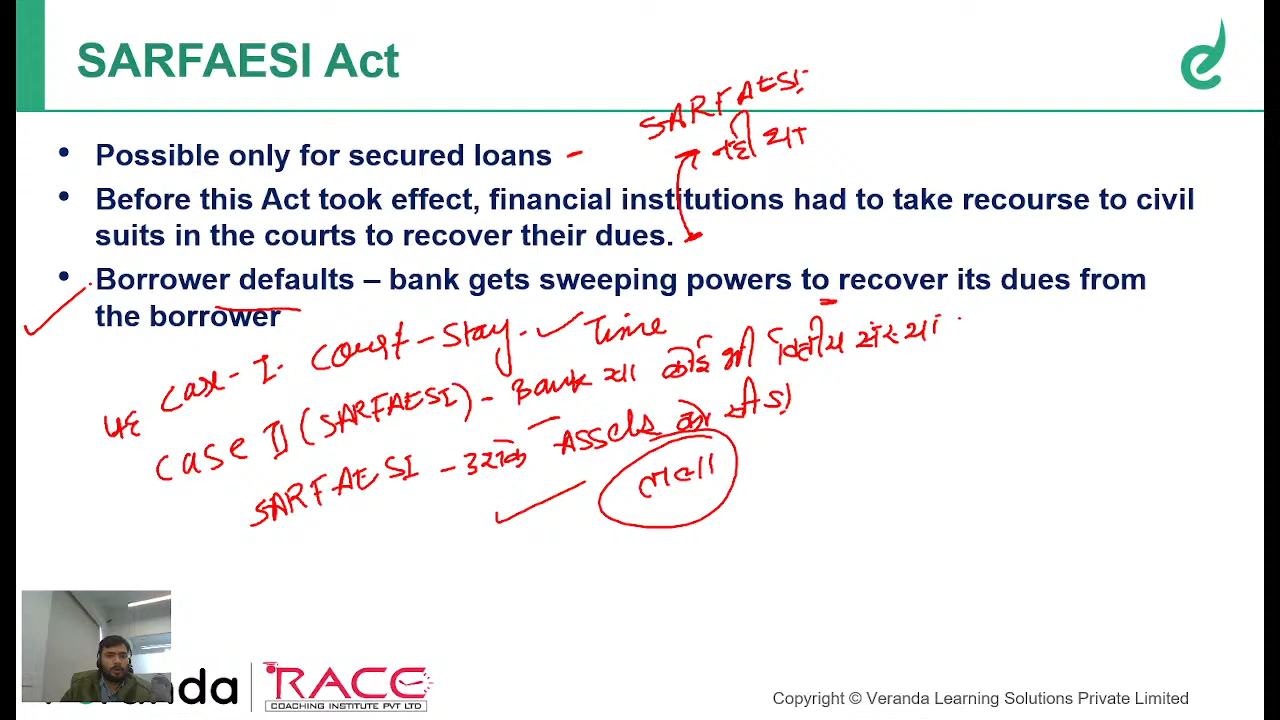 SARFAESI Act
SARFAESI
नही था
• Possible only for secured loans -
• Before this Act took effect, financial institutions had to take recourse to civil
suits in the courts to recover their dues.
• Borrower defaults – bank gets sweeping powers to recover its dues from
the borrower
Case - I. Court - Stay. Time
Case II (SARFAESI) - Bank या कोई भी वित्तीय संस्था
SARFAESI - उसके Assets को
RACE
COACHING INSTITUTE PVT LTD
Copyright © Veranda Learning Solutions Private Limited